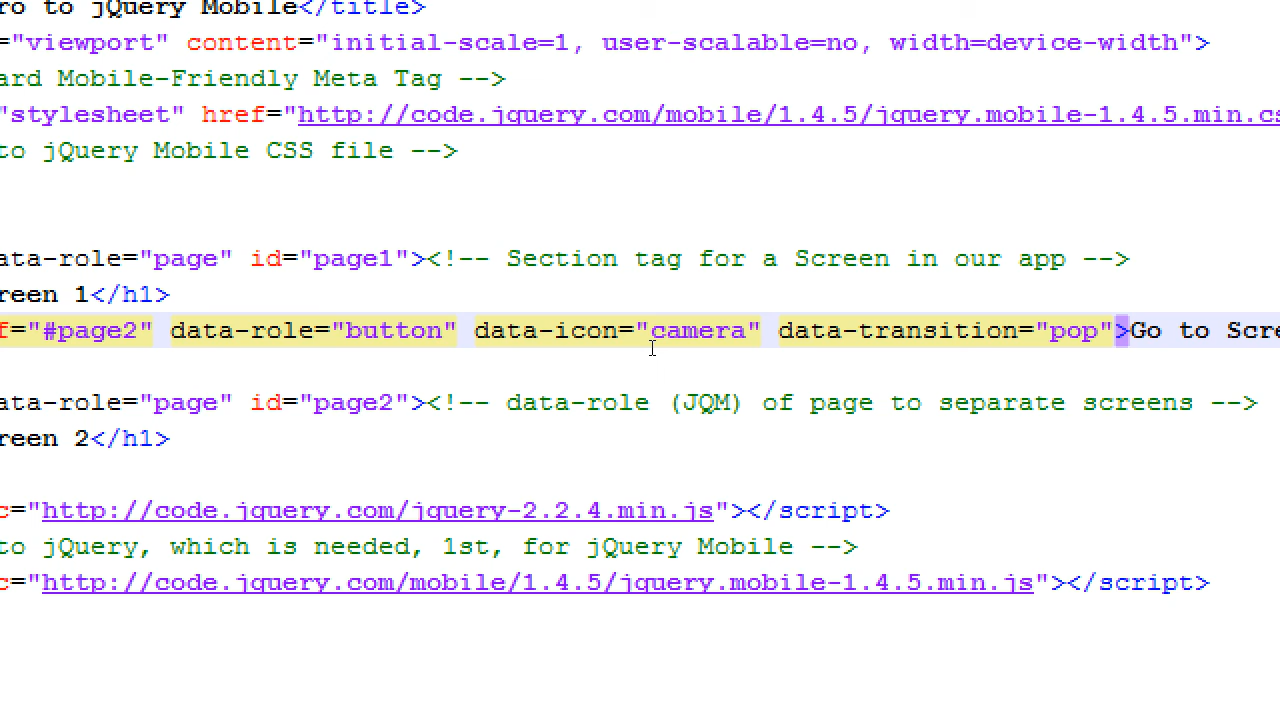 ro to jQuery Mobile</title>
="viewport" content="initial-scale=1, user-scalable=no, width=device-width">
ard Mobile-Friendly Meta Tag -->
"stylesheet" href="http://code.jquery.com/mobile/1.4.5/jquery.mobile-1.4.5.min.cs
to jQuery Mobile CSS file -->
ata-role="page" id="page1"><!-- Section tag for a Screen in our app -->
reen 1</h1>
f="#page2" data-role="button" data-icon="camera" data-transition="pop">Go to Scre
ata-role="page" id="page2"><!-- data-role (JQM) of page to separate screens -->
reen 2</h1>
c="http://code.jquery.com/jquery-2.2.4.min.js"></script>
to jQuery, which is needed, 1st, for jQuery Mobile -->
c="http://code.jquery.com/mobile/1.4.5/jquery.mobile-1.4.5.min.js"></script>